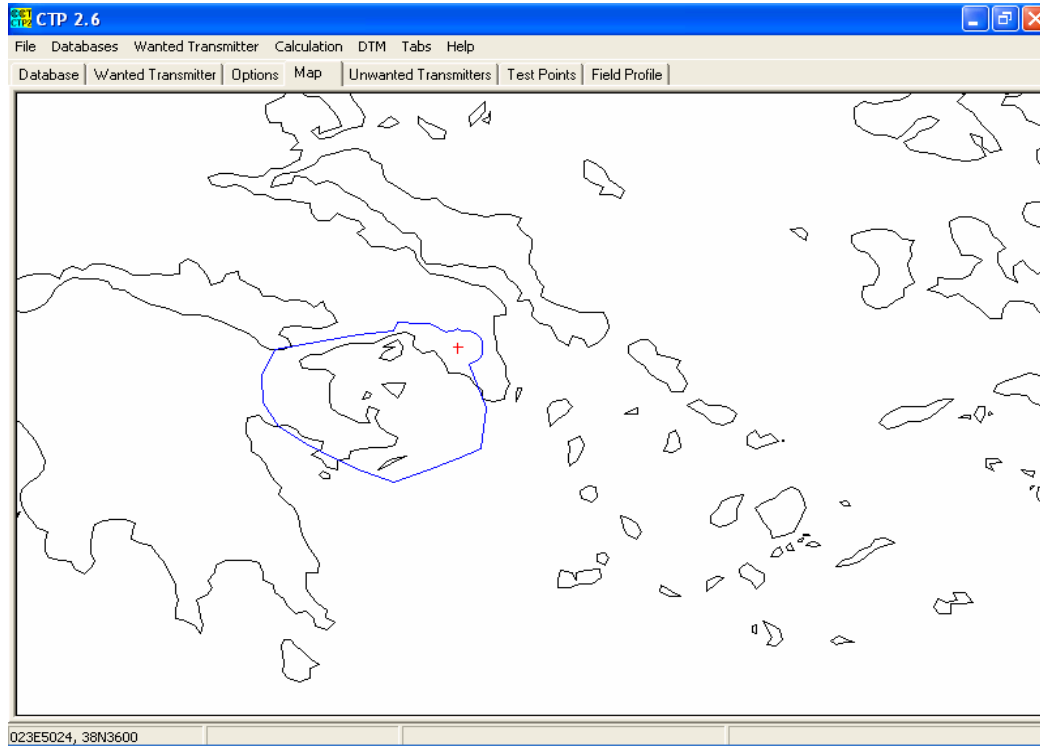 CTP 2.6
File Databases Wanted Transmitter Calculation DTM Tabs Help
Database Wanted Transmitter Options Map Unwanted Transmitters Test Points Field Profile
023E5024, 38N3600